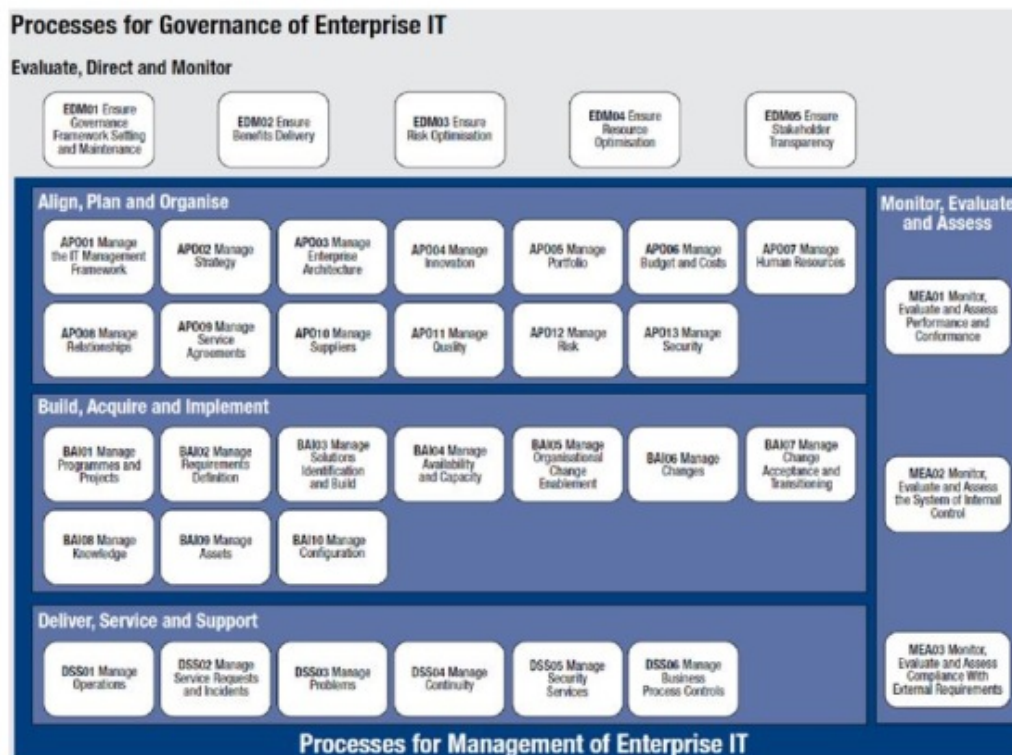 Processes for Governance of Enterprise IT
Evaluate, Direct and Monitor
EDM01 Ensure
Governance
Framework Setting
and Maintenance
EDM02 Ensure
Benefits Delivery
EDM03 Ensure
Risk Optimisation
EDM04 Ensure
Resource
Optimisation
EDM05 Ensure
Stakeholder
Transparency
Align, Plan and Organise
APO01 Manage
the IT Management
Framework
APO02 Manage
Strategy
APO03 Manage
Enterprise
Architecture
APO04 Manage
Innovation
APO05 Manage
Portfolio
APO06 Manage
Budget and Costs
APO07 Manage
Human Resources
APO08 Manage
Relationships
APO09 Manage
Service
Agreements
APO10 Manage
Suppliers
APO11 Manage
Quality
APO12 Manage
Risk
APO13 Manage
Security
Build, Acquire and Implement
BAI01 Manage
Programmes and
Projects
BAI02 Manage
Requirements
Definition
BAI03 Manage
Solutions
Identification
and Build
BAI04 Manage
Availability
and Capacity
BAI05 Manage
Organisational
Change
Enablement
BAI06 Manage
Changes
BAI07 Manage
Change
Acceptance and
Transitioning
BAI08 Manage
Knowledge
BAI09 Manage
Assets
BAI10 Manage
Configuration
Deliver, Service and Support
DSS01 Manage
Operations
DSS02 Manage
Service Requests
and Incidents
DSS03 Manage
Problems
DSS04 Manage
Continuity
DSS05 Manage
Security
Services
DSS06 Manage
Business
Process Controls
Monitor, Evaluate
and Assess
MEA01 Monitor,
Evaluate and Assess
Performance and
Conformance
MEA02 Monitor,
Evaluate and Assess
the System of Internal
Control
MEA03 Monitor,
Evaluate and Assess
Compliance With
External Requirements
Processes for Management of Enterprise IT